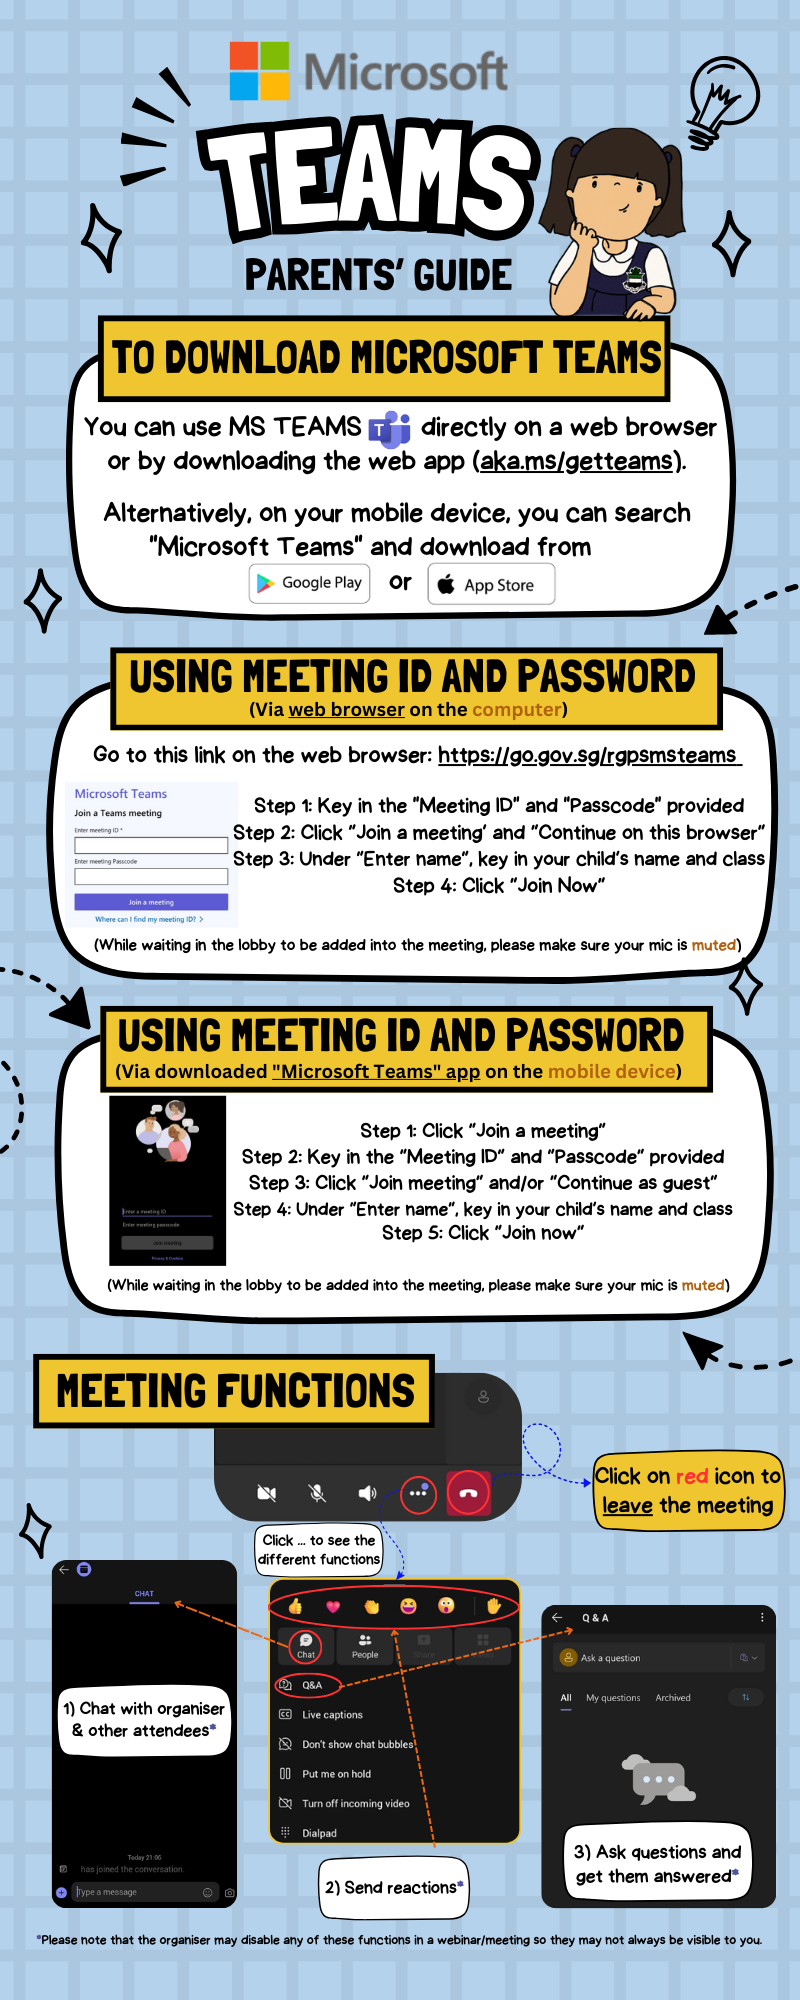 Microsoft
TEAMS
PARENTS' GUIDE
TO DOWNLOAD MICROSOFT TEAMS
You can use MS TEAMS T directly on a web browser
or by downloading the web app (aka.ms/getteams).
Alternatively, on your mobile device, you can search
"Microsoft Teams" and download from
Google Play or App Store
USING MEETING ID AND PASSWORD
(Via web browser on the computer)
Go to this link on the web browser: https://go.gov.sg/rgpsmsteams
Microsoft Teams
Join a Teams meeting
Enter meeting ID *
Enter meeting Passcode
Join a meeting
Where can I find my meeting ID? >
Step 1: Key in the "Meeting ID" and "Passcode" provided
Step 2: Click "Join a meeting' and "Continue on this browser"
Step 3: Under "Enter name", key in your child's name and class
Step 4: Click "Join Now"
(While waiting in the lobby to be added into the meeting, please make sure your mic is muted)
USING MEETING ID AND PASSWORD
(Via downloaded "Microsoft Teams" app on the mobile device)
Enter a meeting ID
Enter meeting passcode
Join meeting
Privacy & Cookies
Step 1: Click "Join a meeting"
Step 2: Key in the "Meeting ID" and "Passcode" provided
Step 3: Click "Join meeting" and/or "Continue as guest"
Step 4: Under "Enter name", key in your child's name and class
Step 5: Click "Join now"
(While waiting in the lobby to be added into the meeting, please make sure your mic is muted)
MEETING FUNCTIONS
Click on red icon to
leave the meeting
Click ... to see the
different functions
CHAT
1) Chat with organiser
& other attendees*
Today 21:06
has joined the conversation.
Type a message
Chat
People
Share
Q&A
CC Live captions
Don't show chat bubbles
Put me on hold
Turn off incoming video
Dialpad
2) Send reactions*
Q & A
Ask a question
All My questions Archived
3) Ask questions and
get them answered*
*Please note that the organiser may disable any of these functions in a webinar/meeting so they may not always be visible to you.